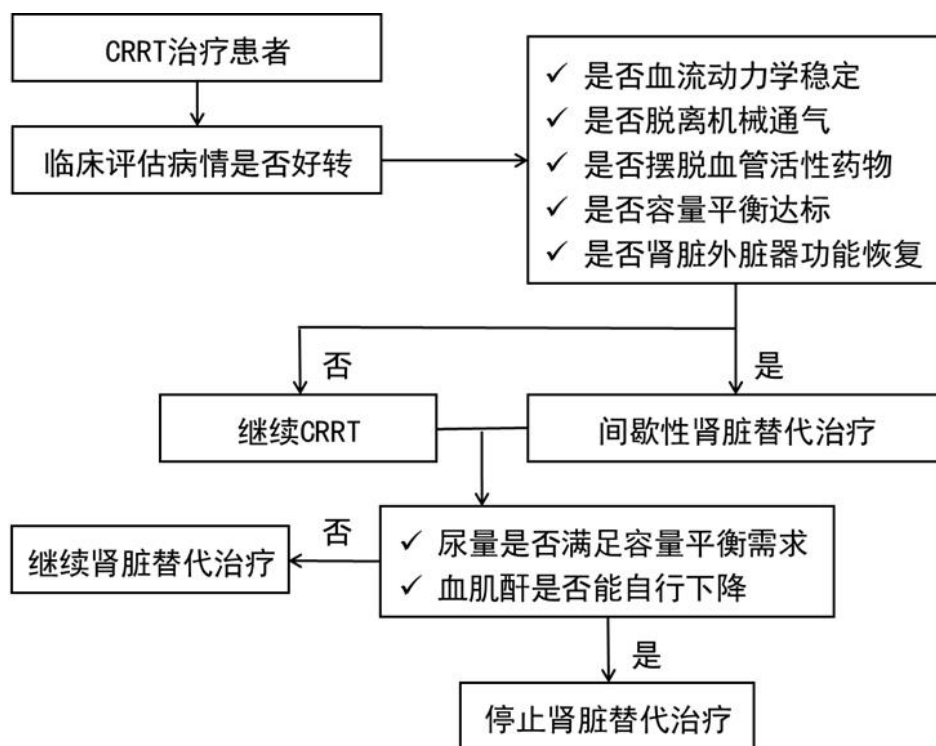 CRRT治疗患者
临床评估病情是否好转
✓ 是否血流动力学稳定
✓ 是否脱离机械通气
✓ 是否摆脱血管活性药物
✓ 是否容量平衡达标
✓ 是否肾脏外脏器功能恢复
否
是
继续CRRT
间歇性肾脏替代治疗
✓ 尿量是否满足容量平衡需求
✓ 血肌酐是否能自行下降
否
继续肾脏替代治疗
是
停止肾脏替代治疗